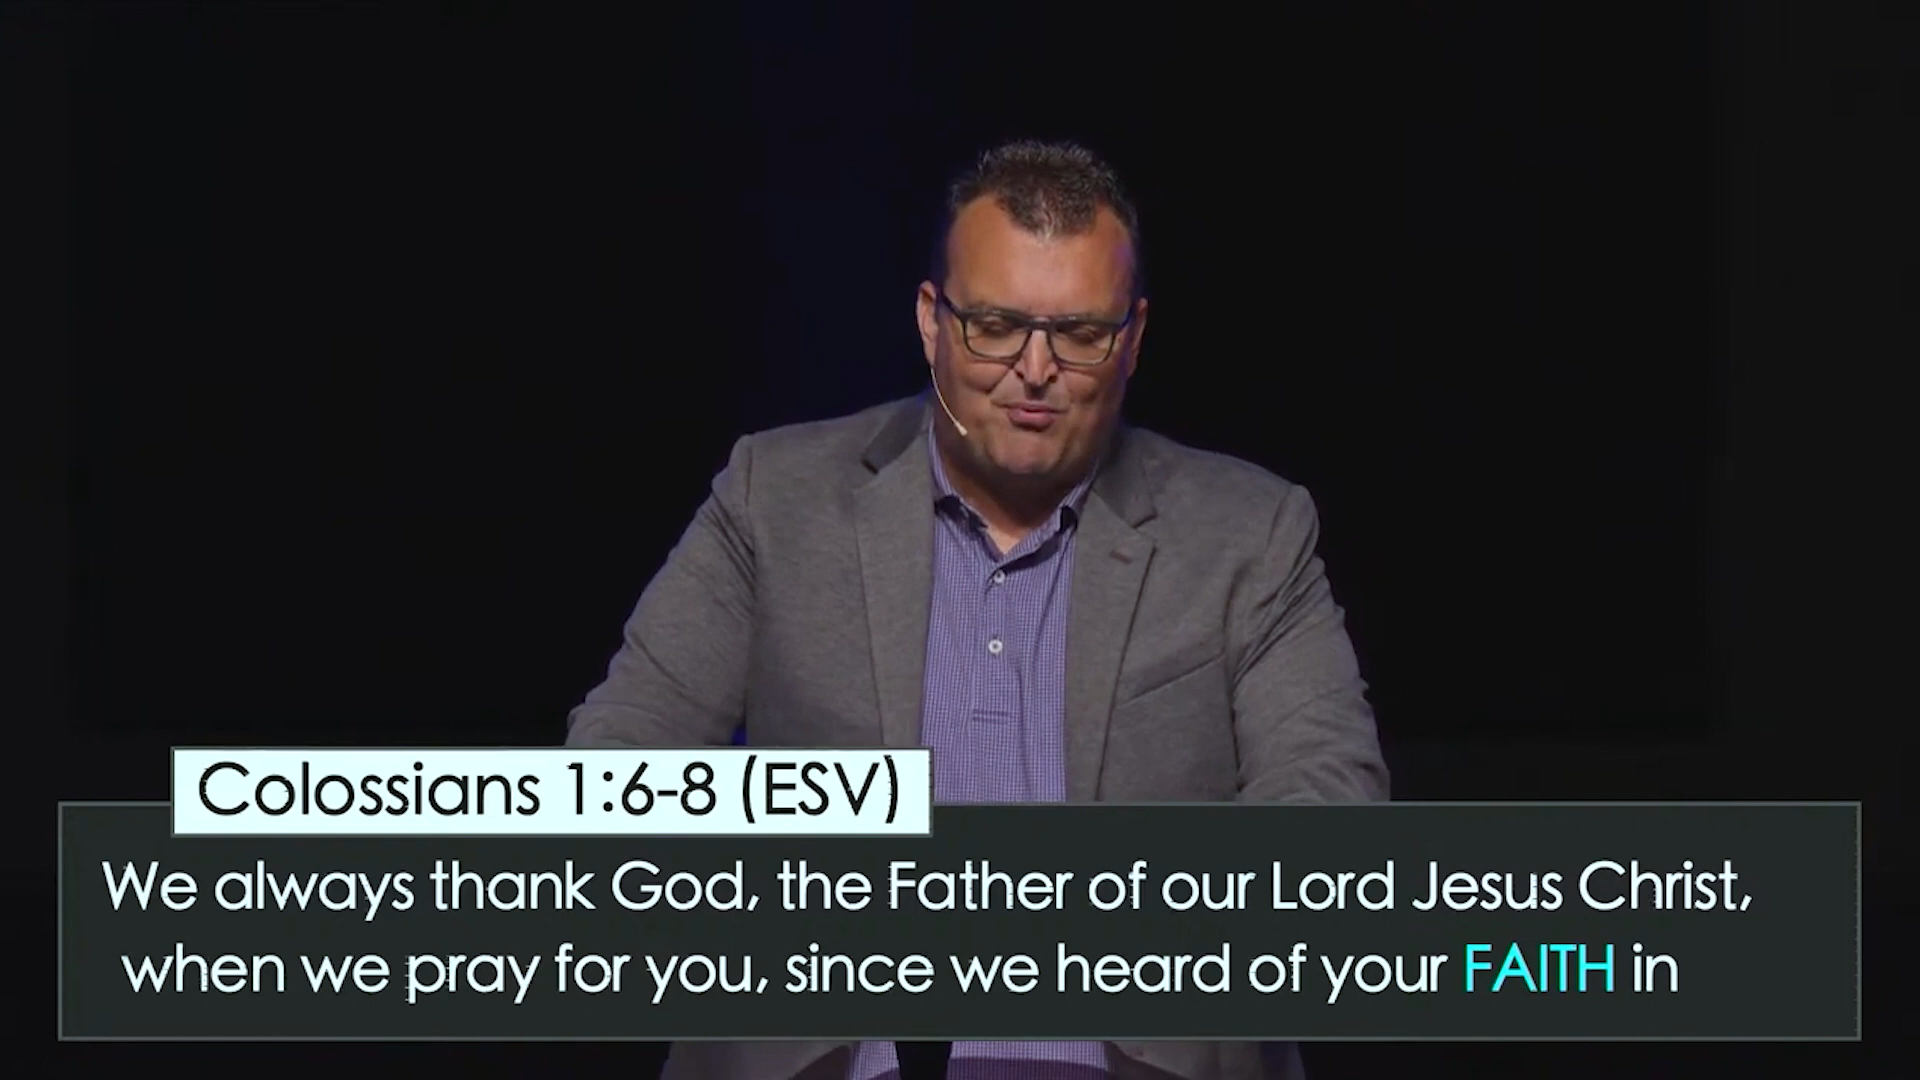 Colossians 1:6-8 (ESV)
We always thank God, the Father of our Lord Jesus Christ,
when we pray for you, since we heard of your FAITH in